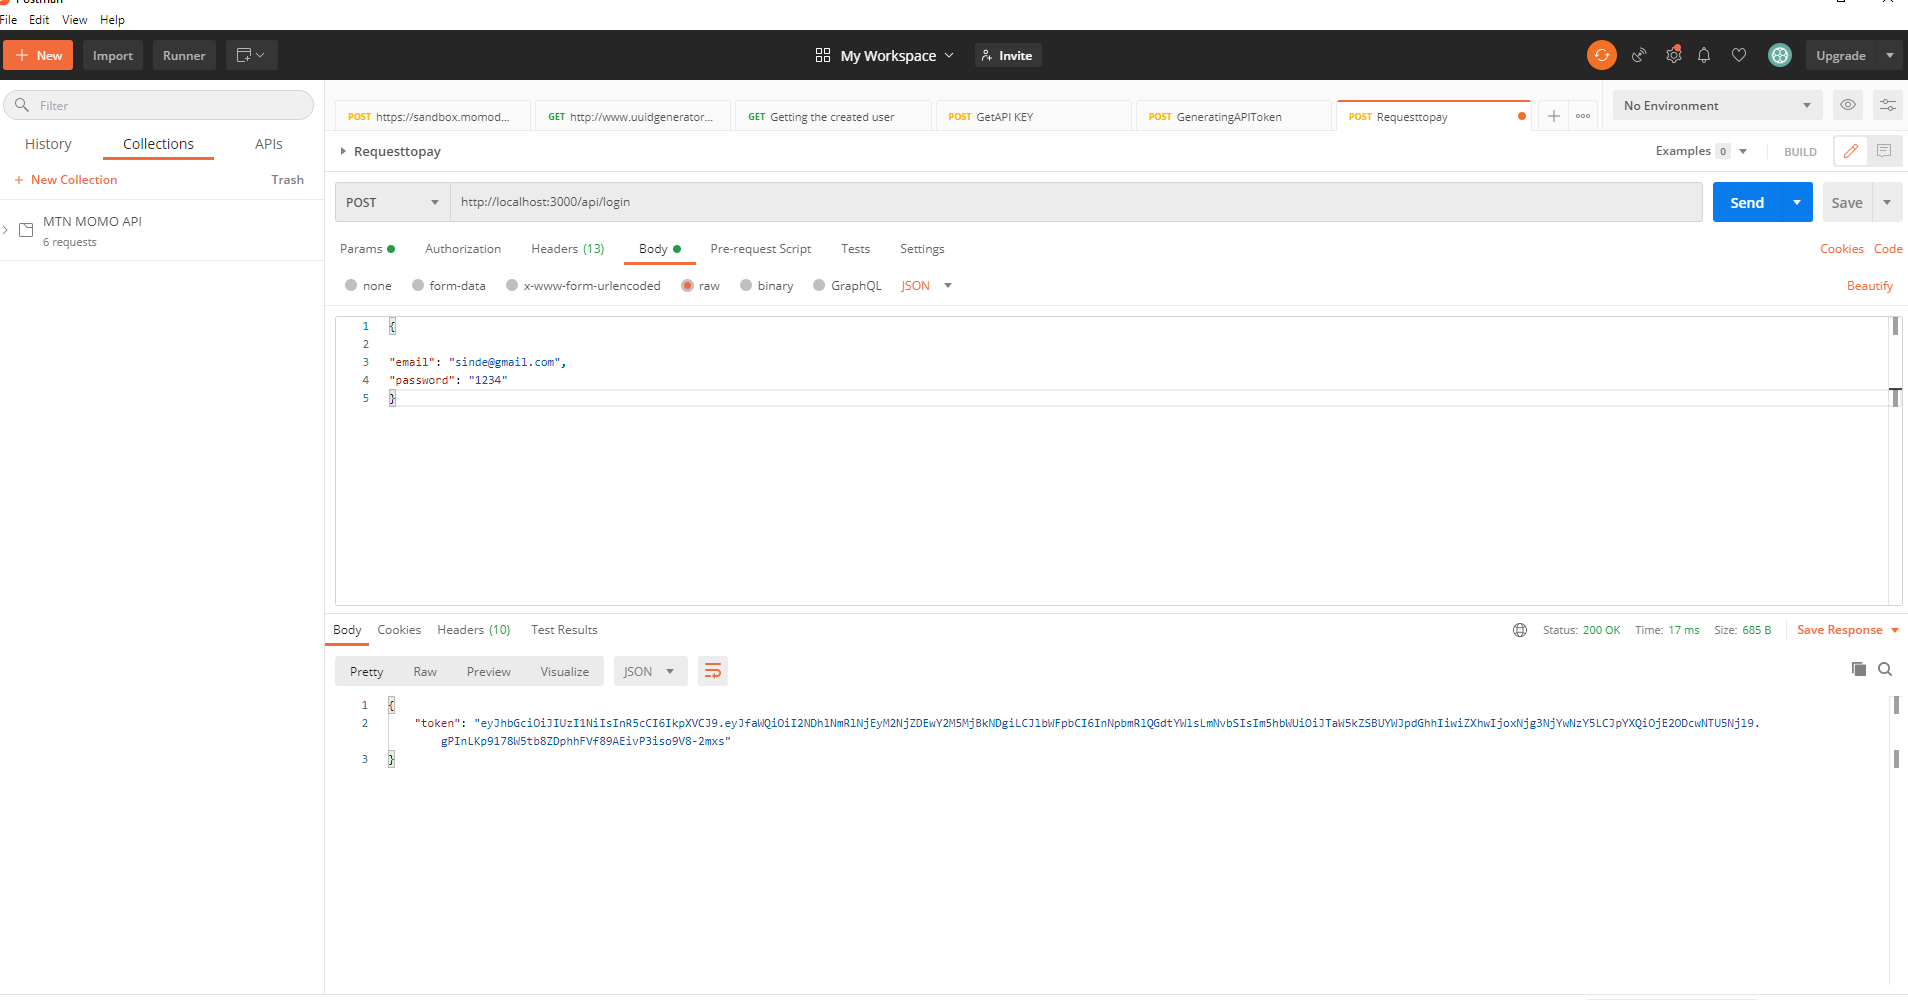 Postman
File Edit View Help
New Import Runner My Workspace Invite Upgrade
Filter
History Collections APIs
New Collection Trash
MTN MOMO API
6 requests
POST https://sandbox.momod... GET http://www.uuidgenerator... GET Getting the created user POST GetAPI KEY POST GeneratingAPIToken POST Requesttopay No Environment
Requesttopay Examples 0 BUILD
POST http://localhost:3000/api/login Send Save
Params Authorization Headers (13) Body Pre-request Script Tests Settings Cookies Code
none form-data x-www-form-urlencoded raw binary GraphQL JSON Beautify
1 {
2
3 "email": "sinde@gmail.com",
4 "password": "1234"
5 }
Body Cookies Headers (10) Test Results Status: 200 OK Time: 17 ms Size: 685 B Save Response
Pretty Raw Preview Visualize JSON
1 {
2 "token": "eyJhbGciOiJIUzI1NiIsInR5cCI6IkpXVCJ9.eyJfaWQiOiI2NDhlNmRlNjEyM2NjZDEwY2M5MjBkNDgiLCJlbWFpbCI6InNpbmRlQGdtYWlsLmNvbSIsIm5hbWUiOiJTaW5kZSBUYWJpdGhhIiwiZXhwIjoxNjg3NjYwNzY5LCJpYXQiOjE2ODcwNTU5Njl9.
gPInLKp9178W5tb8ZDphhFVf89AEivP3iso9V8-2mxs"
3 }